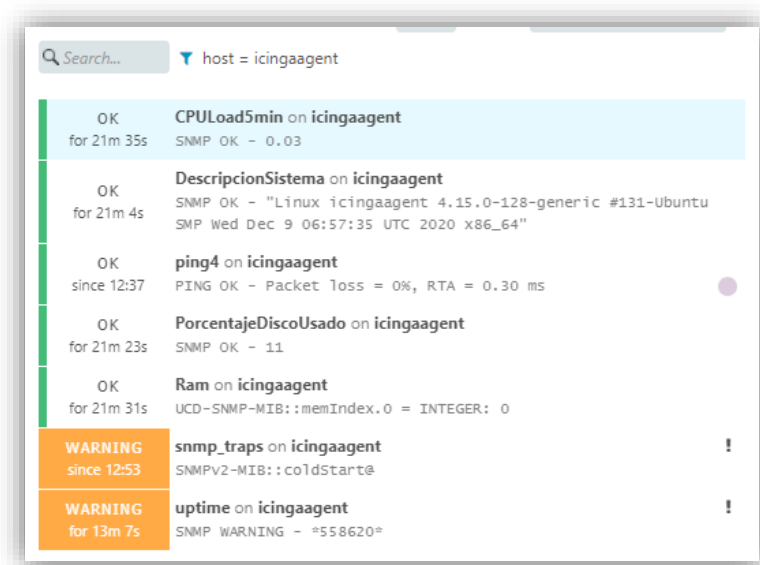 Search...
host = icingaagent
OK
for 21m 35s
CPULoad5min on icingaagent
SNMP OK - 0.03
OK
for 21m 4s
DescripcionSistema on icingaagent
SNMP OK - "Linux icingaagent 4.15.0-128-generic #131-Ubuntu
SMP Wed Dec 9 06:57:35 UTC 2020 x86_64"
OK
since 12:37
ping4 on icingaagent
PING OK - Packet loss = 0%, RTA = 0.30 ms
OK
for 21m 23s
PorcentajeDiscoUsado on icingaagent
SNMP OK - 11
OK
for 21m 31s
Ram on icingaagent
UCD-SNMP-MIB::memIndex.0 = INTEGER: 0
WARNING
since 12:53
snmp_traps on icingaagent
!
SNMPv2-MIB::coldStart@
WARNING
for 13m 7s
uptime on icingaagent
!
SNMP WARNING - *558620*